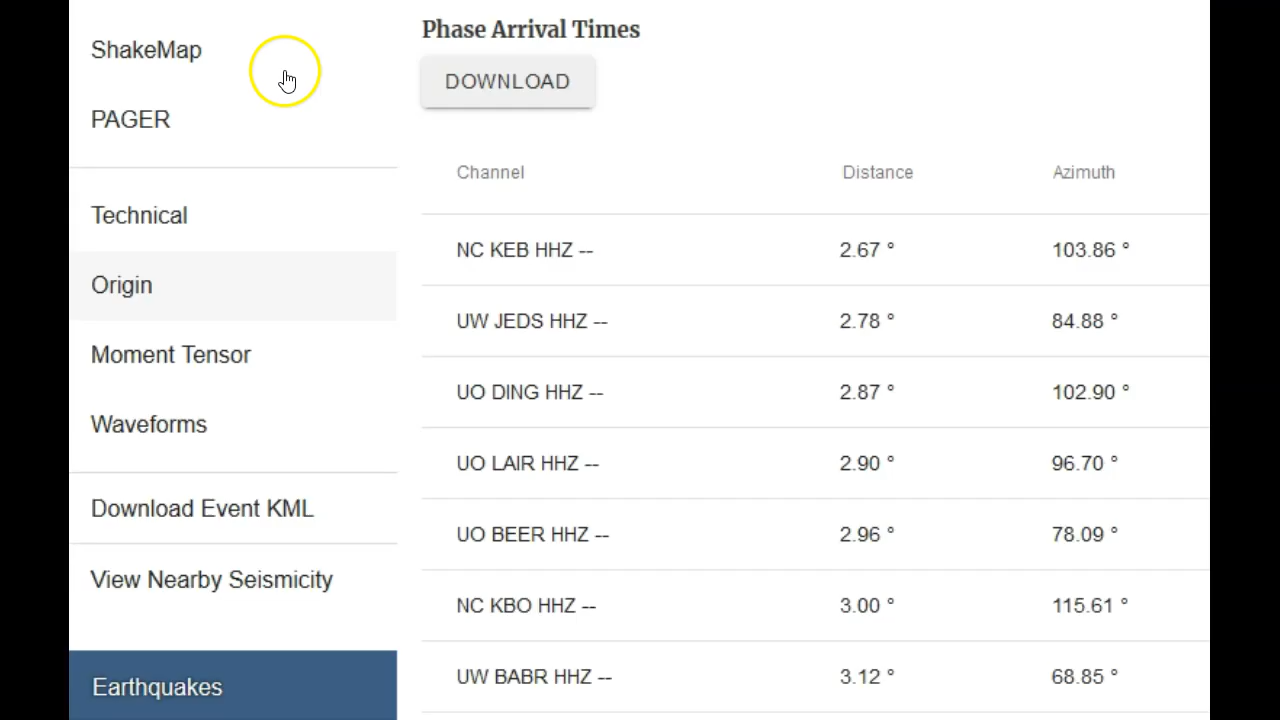 ShakeMap
PAGER
Technical
Origin
Moment Tensor
Waveforms
Download Event KML
View Nearby Seismicity
Earthquakes
Phase Arrival Times
DOWNLOAD
Channel Distance Azimuth
NC KEB HHZ -- 2.67 ° 103.86 °
UW JEDS HHZ -- 2.78 ° 84.88 °
UO DING HHZ -- 2.87 ° 102.90 °
UO LAIR HHZ -- 2.90 ° 96.70 °
UO BEER HHZ -- 2.96 ° 78.09 °
NC KBO HHZ -- 3.00 ° 115.61 °
UW BABR HHZ -- 3.12 ° 68.85 °